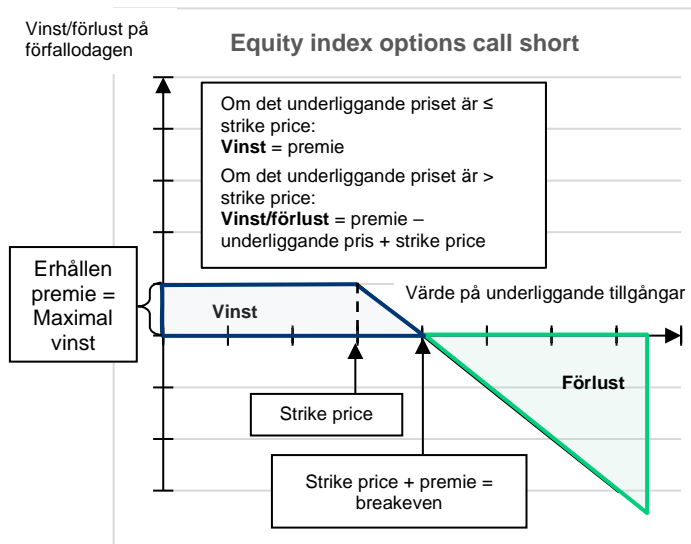 Vinst/förlust på
förfallodagen
Equity index options call short
Om det underliggande priset är ≤
strike price:
Vinst = premie
Om det underliggande priset är >
strike price:
Vinst/förlust = premie –
underliggande pris + strike price
Erhållen
premie =
Maximal
vinst
Vinst
Värde på underliggande tillgångar
Förlust
Strike price
Strike price + premie =
breakeven